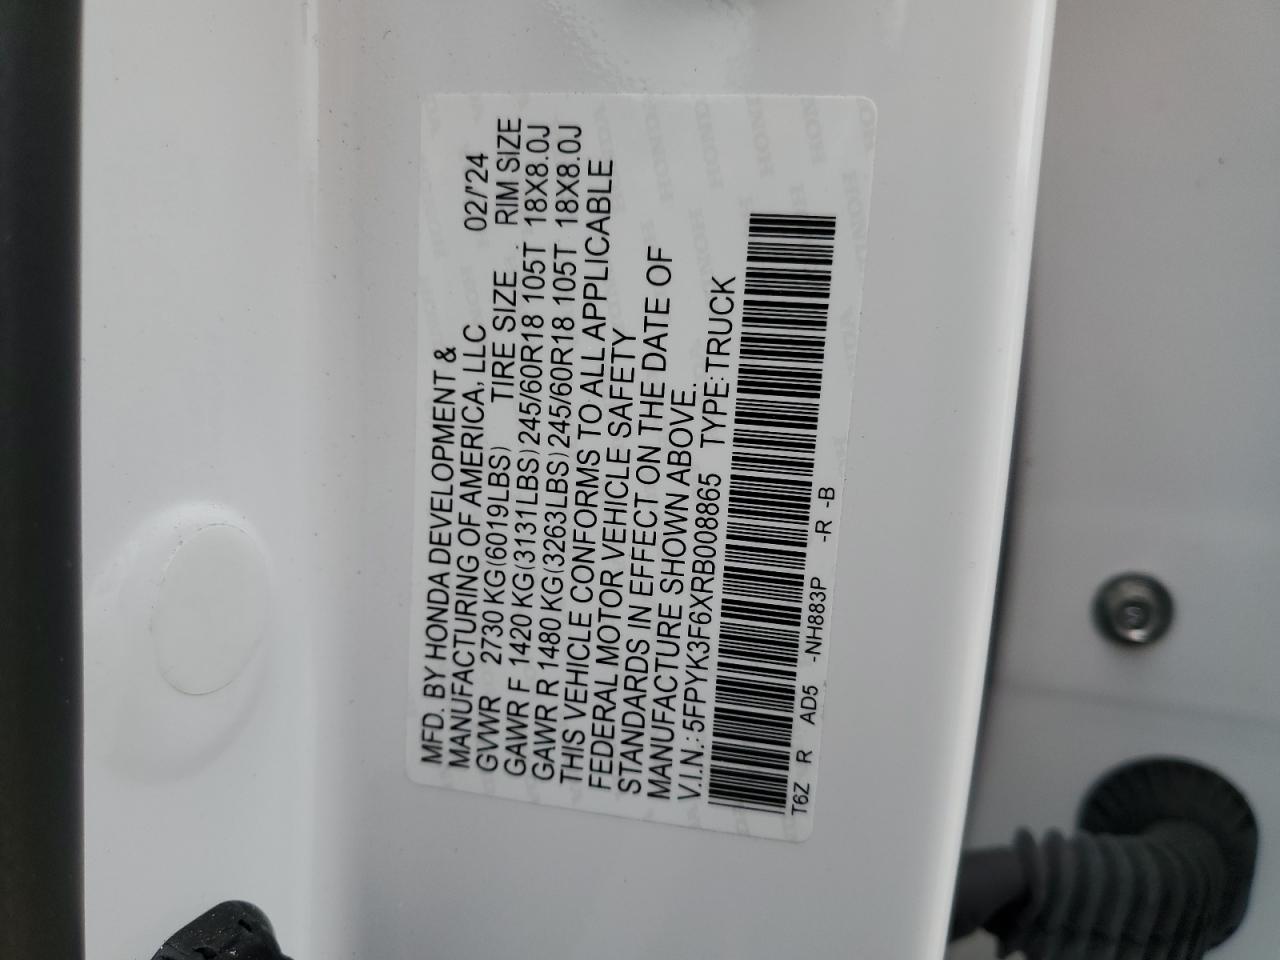 MFD. BY HONDA DEVELOPMENT &
MANUFACTURING OF AMERICA, LLC 02/'24
GVWR 2730 KG(6019LBS) TIRE SIZE RIM SIZE
GAWR F 1420 KG(3131LBS) 245/60R18 105T 18X8.0J
GAWR R 1480 KG(3263LBS) 245/60R18 105T 18X8.0J
THIS VEHICLE CONFORMS TO ALL APPLICABLE
FEDERAL MOTOR VEHICLE SAFETY
STANDARDS IN EFFECT ON THE DATE OF
MANUFACTURE SHOWN ABOVE.
V.I.N.: 5FPYK3F6XRB008865 TYPE:TRUCK
T6Z R AD5 -NH883P -R -B